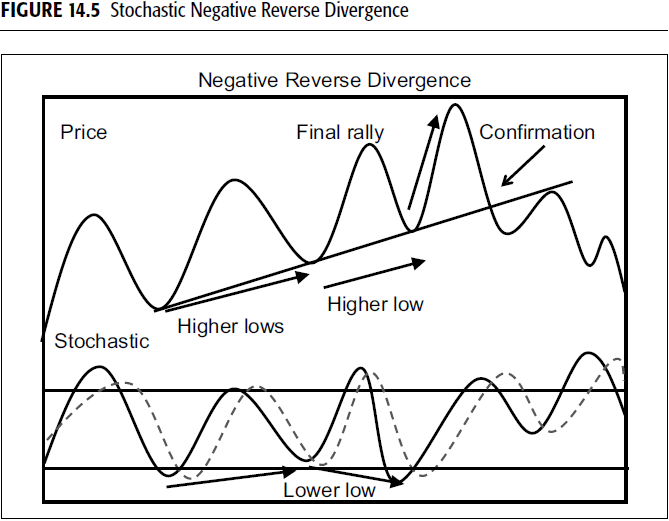 FIGURE 14.5 Stochastic Negative Reverse Divergence
Negative Reverse Divergence
Price
Final rally
Confirmation
Higher low
Higher lows
Stochastic
Lower low